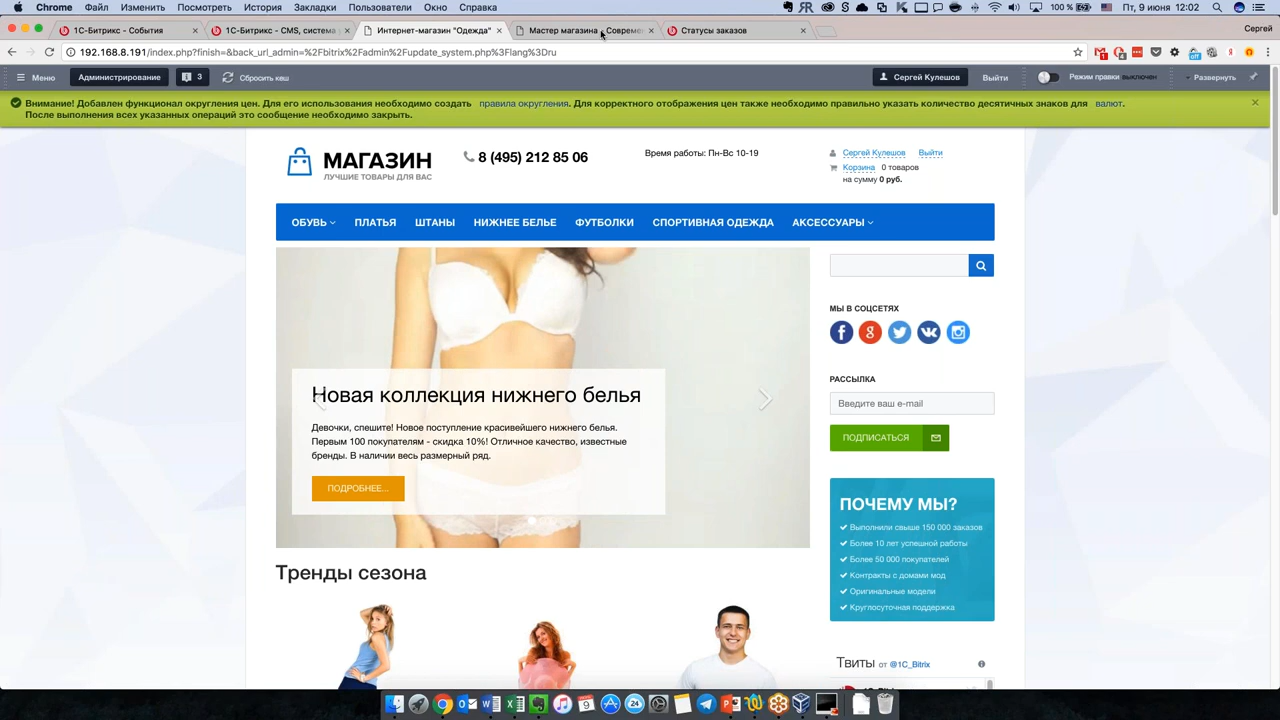 Chrome Файл Изменить Посмотреть История Закладки Пользователи Окно Справка 100 % Пт, 9 июня 12:02
1С-Битрикс - События 1С-Битрикс - CMS, система Интернет-магазин "Одежда" Мастер магазина - Совреме Статусы заказов Сергей
192.168.8.191/index.php?finish=&back_url_admin=%2Fbitrix%2Fadmin%2Fupdate_system.php%3Flang%3Dru
Меню Администрирование 3 Сбросить кеш Сергей Кулешов Выйти Режим правки выключен Развернуть
Внимание! Добавлен функционал округления цен. Для его использования необходимо создать правила округления. Для корректного отображения цен также необходимо правильно указать количество десятичных знаков для валют.
После выполнения всех указанных операций это сообщение необходимо закрыть.
МАГАЗИН
ЛУЧШИЕ ТОВАРЫ ДЛЯ ВАС
8 (495) 212 85 06
Время работы: Пн-Вс 10-19
Сергей Кулешов Выйти
Корзина 0 товаров
на сумму 0 руб.
ОБУВЬ ПЛАТЬЯ ШТАНЫ НИЖНЕЕ БЕЛЬЕ ФУТБОЛКИ СПОРТИВНАЯ ОДЕЖДА АКСЕССУАРЫ
Новая коллекция нижнего белья
Девочки, спешите! Новое поступление красивейшего нижнего белья.
Первым 100 покупателям - скидка 10%! Отличное качество, известные
бренды. В наличии весь размерный ряд.
ПОДРОБНЕЕ...
МЫ В СОЦСЕТЯХ
РАССЫЛКА
Введите ваш e-mail
ПОДПИСАТЬСЯ
ПОЧЕМУ МЫ?
Выполнили свыше 150 000 заказов
Более 10 лет успешной работы
Более 50 000 покупателей
Контракты с домами мод
Оригинальные модели
Круглосуточная поддержка
Тренды сезона
Твиты от @1C_Bitrix